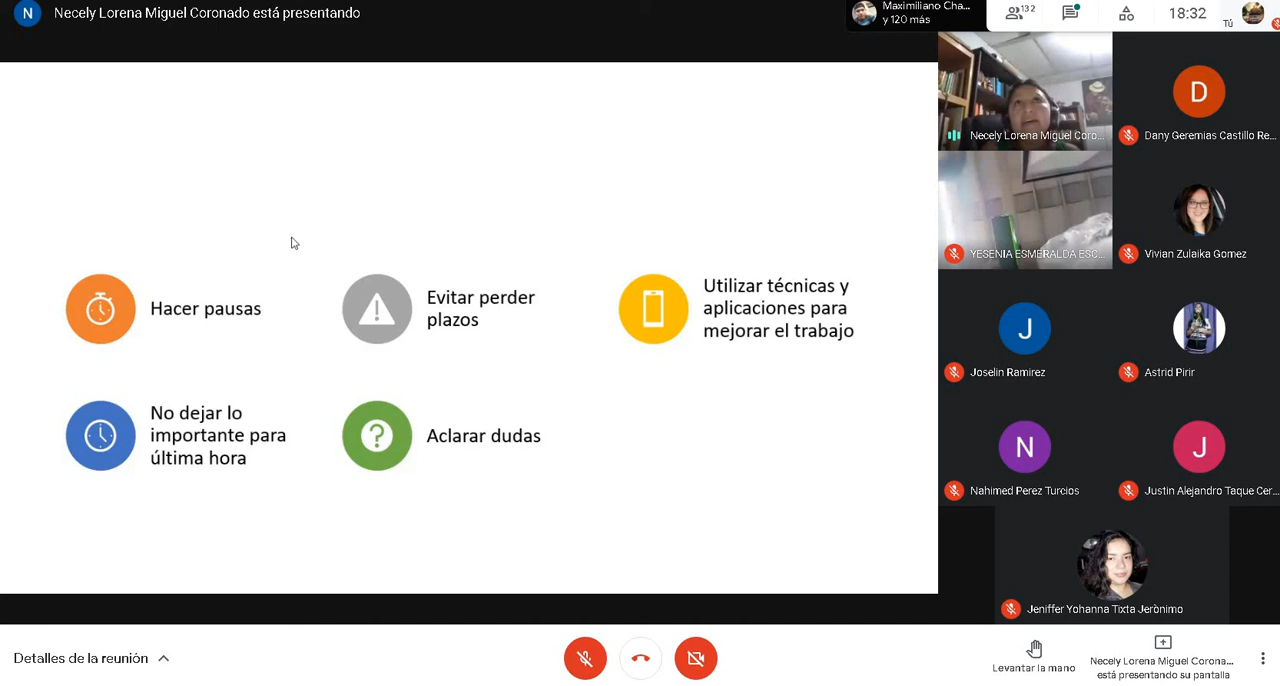 N
Necely Lorena Miguel Coronado está presentando
Maximiliano Cha...
y 120 más
132
18:32
Tú
Hacer pausas
Evitar perder
plazos
Utilizar técnicas y
aplicaciones para
mejorar el trabajo
No dejar lo
importante para
última hora
?
Aclarar dudas
Necely Lorena Miguel Coro...
D
Dany Geremias Castillo Re...
YESENIA ESMERALDA ESC...
Vivian Zulaika Gomez
J
Joselin Ramirez
Astrid Pirir
N
Nahimed Perez Turcios
J
Justin Alejandro Taque Cer...
Jeniffer Yohanna Tixta Jerònimo
Detalles de la reunión
Levantar la mano
Necely Lorena Miguel Corona...
está presentando su pantalla